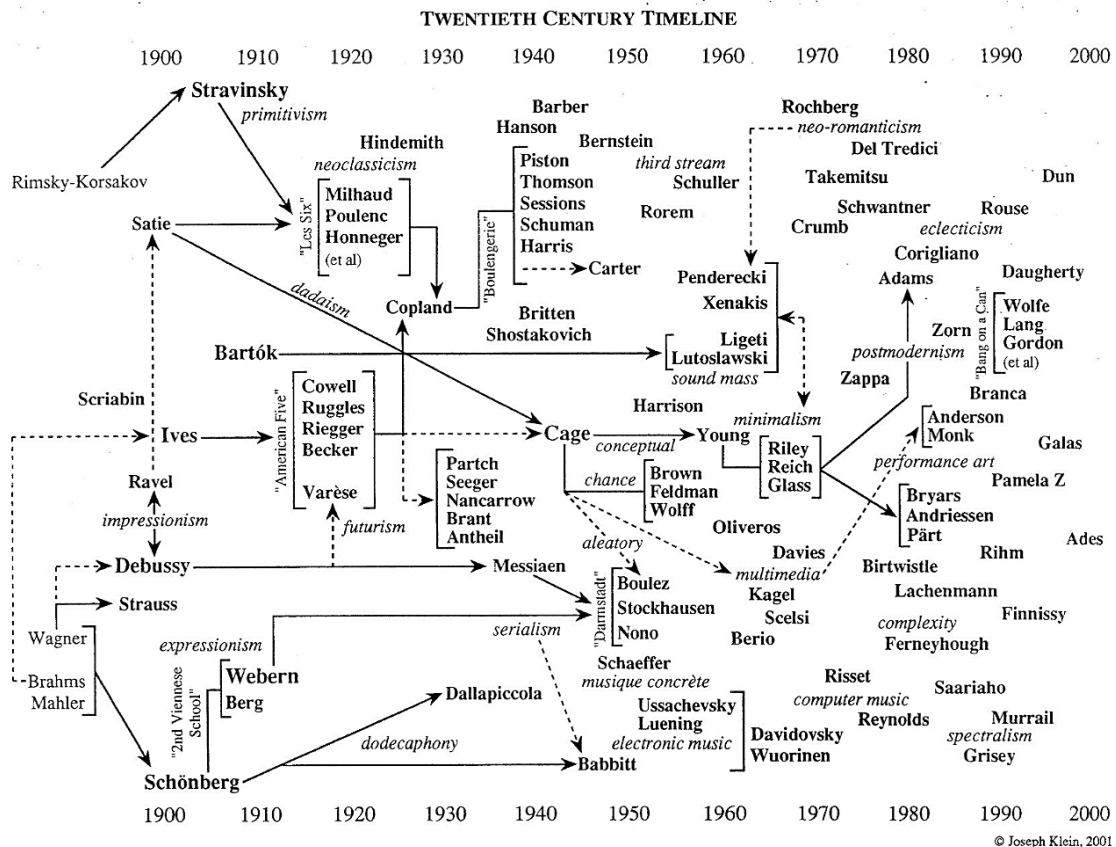 TWENTIETH CENTURY TIMELINE
1900 1910 1920 1930 1940 1950 1960 1970 1980 1990 2000
Stravinsky
primitivism
Rimsky-Korsakov
Satie
Hindemith
neoclassicism
"Les Six"
Milhaud
Poulenc
Honneger
(et al)
dadaism
Copland
Barber
Hanson
Bernstein
"Boulengeric"
Piston
Thomson
Sessions
Schuman
Harris
Carter
third stream
Schuller
Rorem
Britten
Shostakovich
Rochberg
neo-romanticism
Del Tredici
Takemitsu
Schwantner
Crumb
Dun
Rouse
eclecticism
Corigliano
Adams
Daugherty
Penderecki
Xenakis
Ligeti
Lutoslawski
sound mass
Bartók
Zorn
postmodernism
Zappa
"Bang on a Can"
Wolfe
Lang
Gordon
(et al)
Branca
Scriabin
Ives
"American Five"
Cowell
Ruggles
Riegger
Becker
Varèse
futurism
Partch
Seeger
Nancarrow
Brant
Antheil
Harrison
Cage
conceptual
Young
minimalism
Riley
Reich
Glass
chance
Brown
Feldman
Wolff
Oliveros
Anderson
Monk
performance art
Galas
Pamela Z
Bryars
Andriessen
Pärt
Ravel
impressionism
Debussy
Messiaen
aleatory
Davies
multimedia
Kagel
Scelsi
Berio
Birtwistle
Rihm
Ades
Lachenmann
Finnissy
complexity
Ferneyhough
Strauss
Wagner
Brahms
Mahler
expressionism
"2nd Viennese
School"
Webern
Berg
serialism
"Darmstadt"
Boulez
Stockhausen
Nono
Schaeffer
musique concrète
Dallapiccola
dodecaphony
Schönberg
Babbitt
Ussachevsky
Luening
electronic music
Davidovsky
Wuorinen
Risset
computer music
Reynolds
Saariaho
Murrail
spectralism
Grisey
1900 1910 1920 1930 1940 1950 1960 1970 1980 1990 2000
© Joseph Klein, 2001